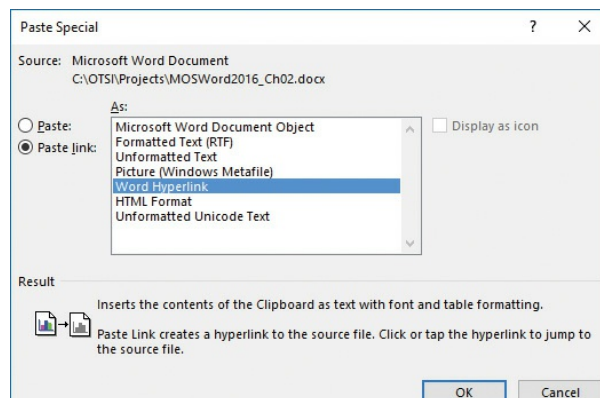 Paste Special ? ×
Source: Microsoft Word Document
C:\OTSI\Projects\MOSWord2016_Ch02.docx
As:
Paste:
Paste link:
Microsoft Word Document Object
Formatted Text (RTF)
Unformatted Text
Picture (Windows Metafile)
Word Hyperlink
HTML Format
Unformatted Unicode Text
Display as icon
Result
Inserts the contents of the Clipboard as text with font and table formatting.
Paste Link creates a hyperlink to the source file. Click or tap the hyperlink to jump to
the source file.
OK Cancel